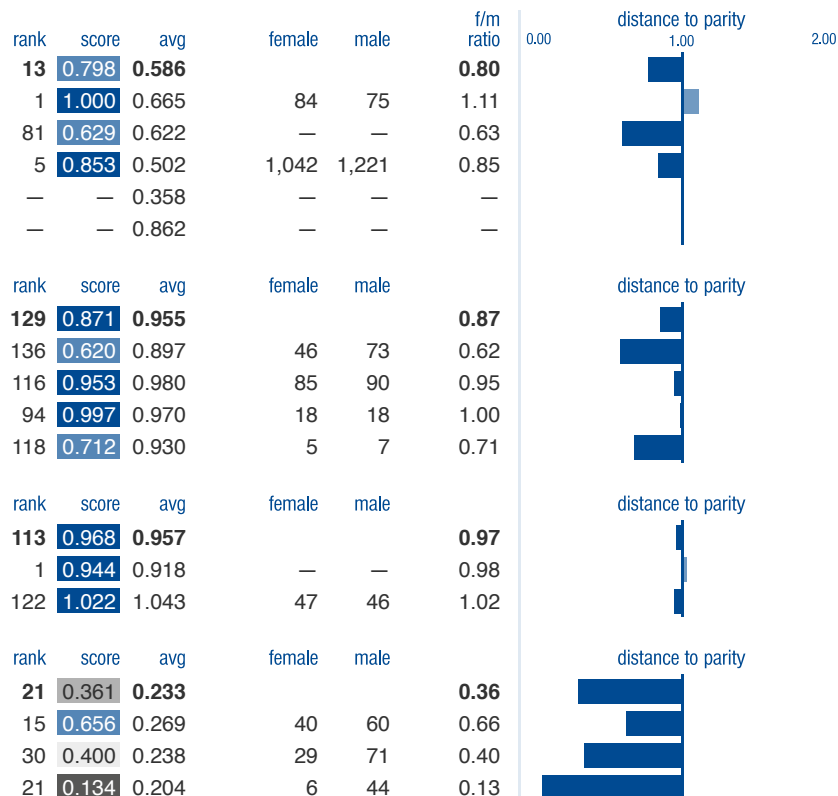 rank score avg female male f/m ratio distance to parity
0.00 1.00 2.00
13 0.798 0.586 0.80
1 1.000 0.665 84 75 1.11
81 0.629 0.622 — — 0.63
5 0.853 0.502 1,042 1,221 0.85
— — 0.358 — — —
— — 0.862 — — —
rank score avg female male distance to parity
129 0.871 0.955 0.87
136 0.620 0.897 46 73 0.62
116 0.953 0.980 85 90 0.95
94 0.997 0.970 18 18 1.00
118 0.712 0.930 5 7 0.71
rank score avg female male distance to parity
113 0.968 0.957 0.97
1 0.944 0.918 — — 0.98
122 1.022 1.043 47 46 1.02
rank score avg female male distance to parity
21 0.361 0.233 0.36
15 0.656 0.269 40 60 0.66
30 0.400 0.238 29 71 0.40
21 0.134 0.204 6 44 0.13